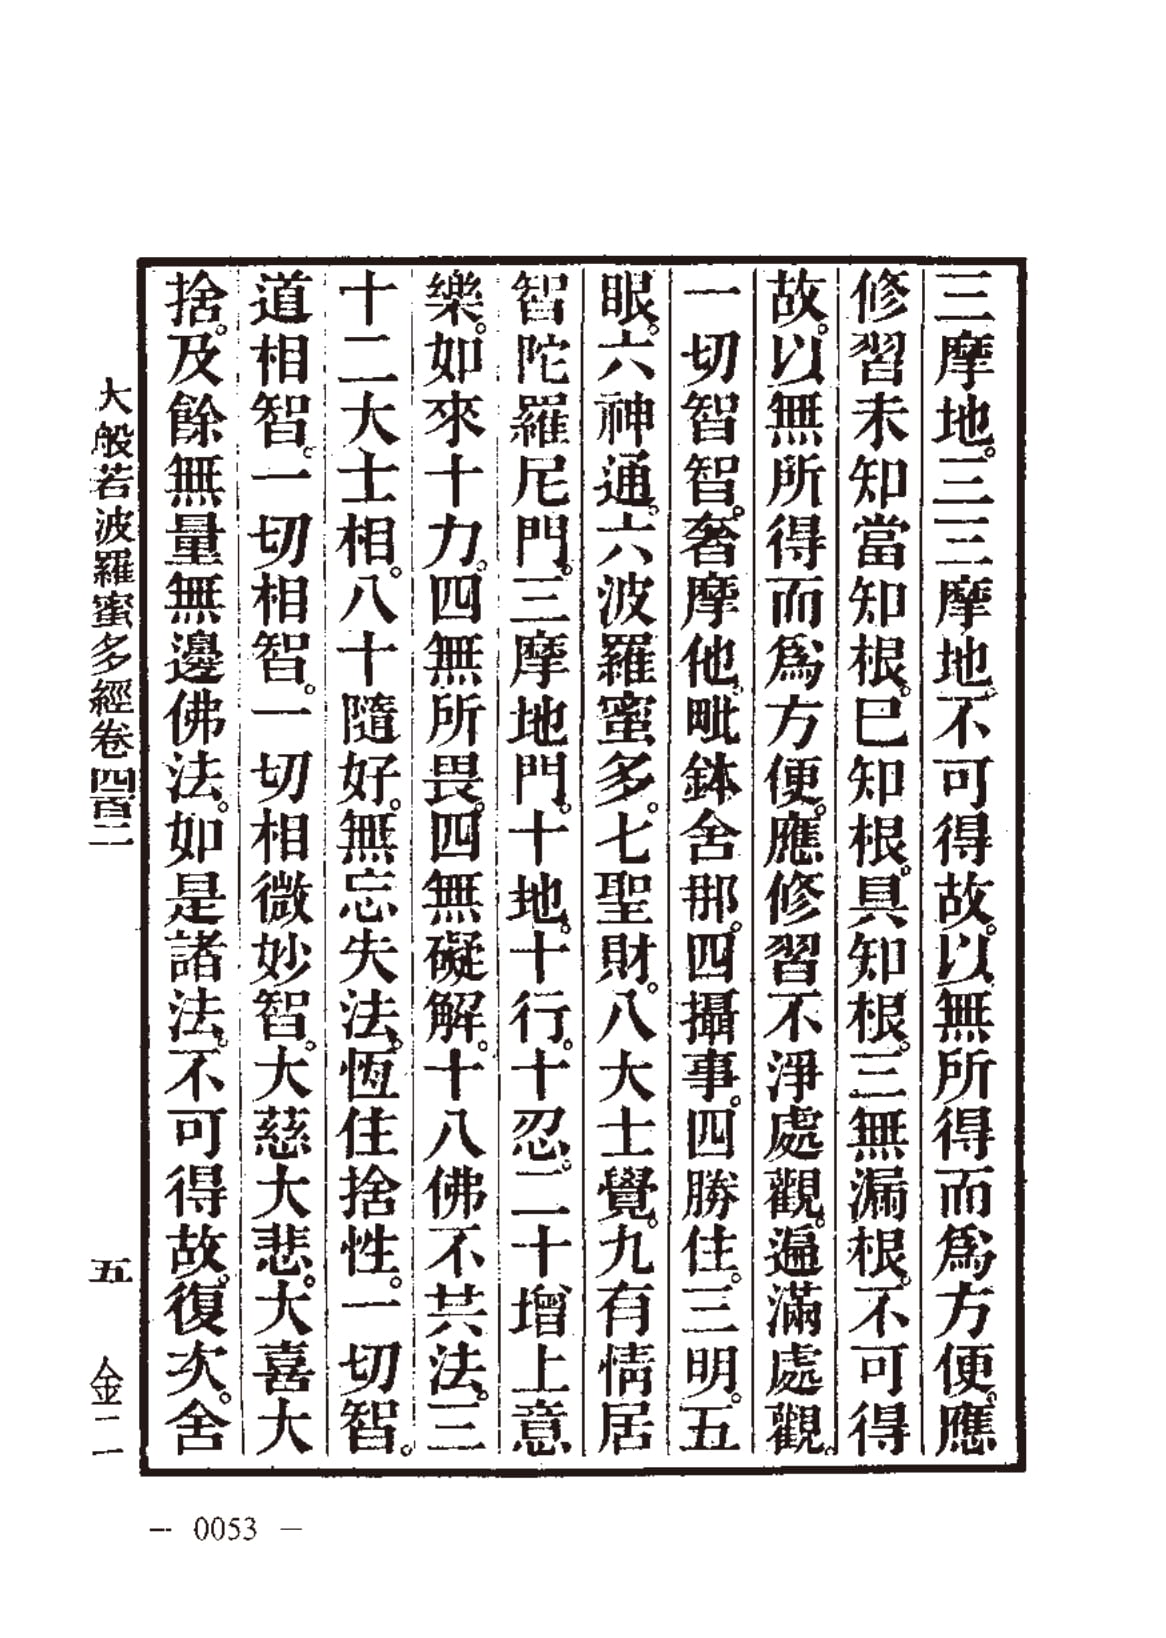 三摩地。三三摩地。不可得故。以無所得而爲方便。應
修習未知當知根。已知根。具知根。三無漏根。不可得
故。以無所得而爲方便。應修習不淨處觀。遍滿處觀。
一切智智。奢摩他。毗鉢舍那。四攝事。四勝住。三明。五
眼。六神通。六波羅蜜多。七聖財。八大士覺。九有情居
智陀羅尼門。三摩地門。十地。十行。十忍。二十增上意
樂。如來十力。四無所畏。四無礙解。十八佛不共法。三
十二大士相。八十隨好。無忘失法。恆住捨性。一切智。
道相智。一切相智。一切相微妙智。大慈大悲。大喜大
捨。及餘無量無邊佛法。如是諸法。不可得故。復次。舍
大般若波羅蜜多經卷四百二 五 金二
— 0053 —